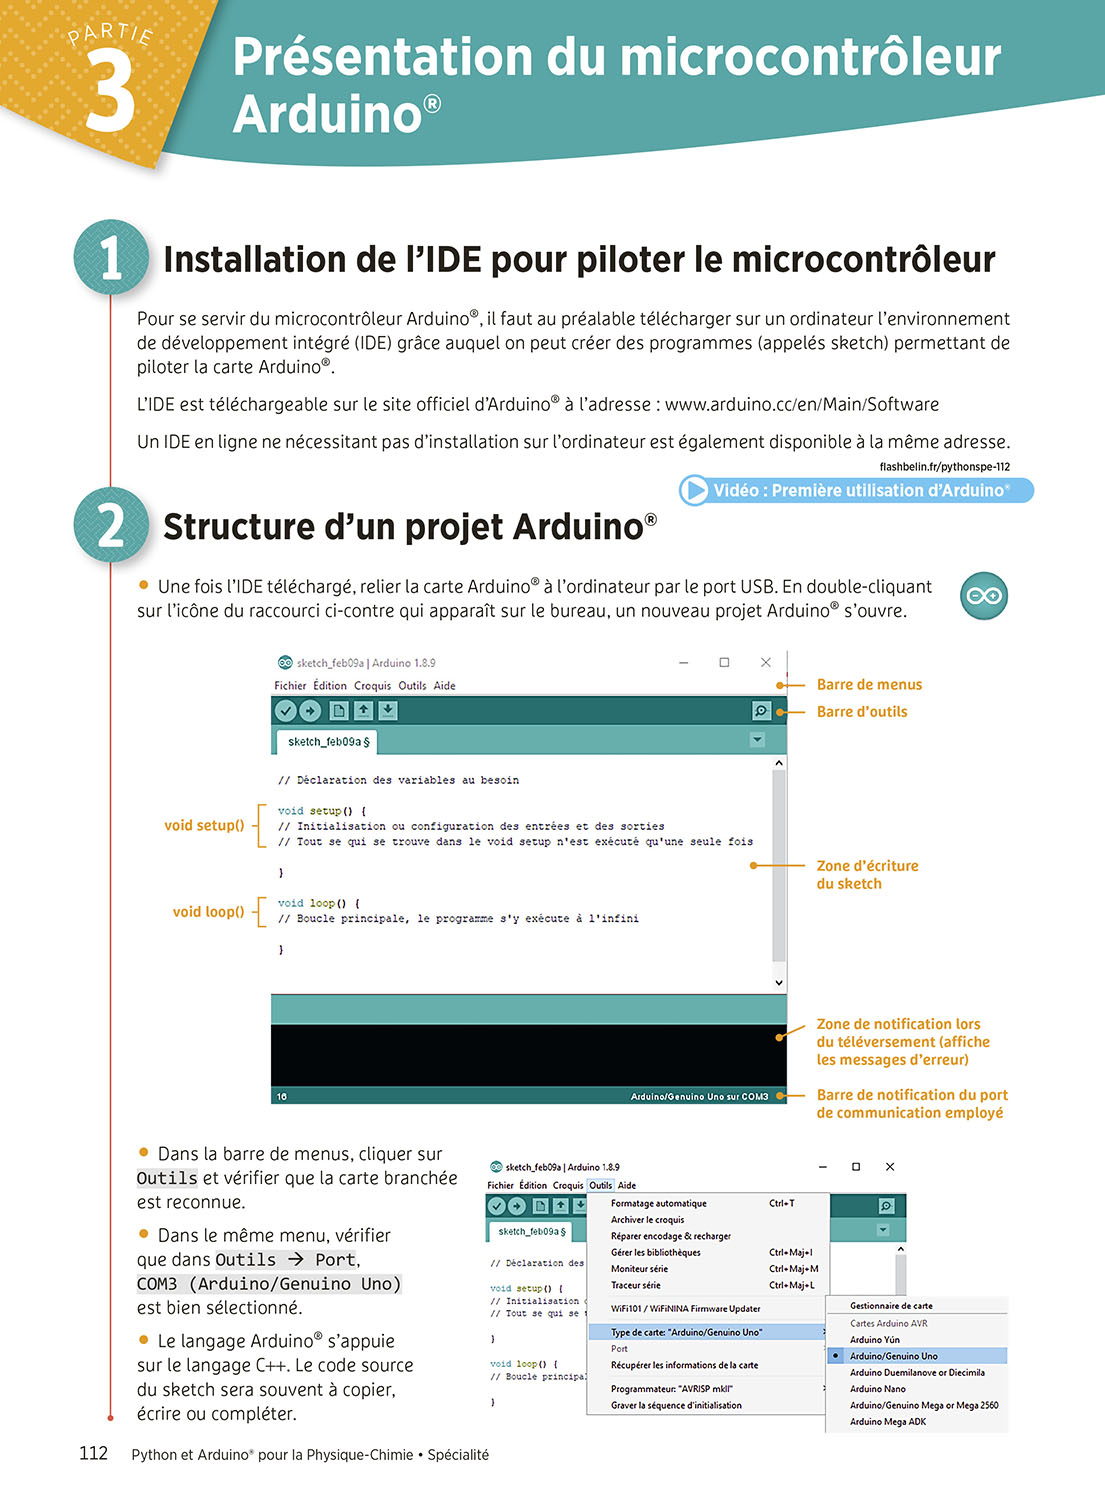 PARTIE
3
Présentation du microcontrôleur
Arduino®
1
Installation de l'IDE pour piloter le microcontrôleur
Pour se servir du microcontrôleur Arduino®, il faut au préalable télécharger sur un ordinateur l'environnement
de développement intégré (IDE) grâce auquel on peut créer des programmes (appelés sketch) permettant de
piloter la carte Arduino®.
L'IDE est téléchargeable sur le site officiel d'Arduino® à l'adresse : www.arduino.cc/en/Main/Software
Un IDE en ligne ne nécessitant pas d'installation sur l'ordinateur est également disponible à la même adresse.
flashbelin.fr/pythonspe-112
Vidéo : Première utilisation d'Arduino®
2
Structure d'un projet Arduino®
• Une fois l'IDE téléchargé, relier la carte Arduino® à l'ordinateur par le port USB. En double-cliquant
sur l'icône du raccourci ci-contre qui apparaît sur le bureau, un nouveau projet Arduino® s'ouvre.
sketch_feb09a | Arduino 1.8.9
Fichier Édition Croquis Outils Aide
Barre de menus
Barre d'outils
sketch_feb09a §
// Déclaration des variables au besoin
void setup()
void setup() {
// Initialisation ou configuration des entrées et des sorties
// Tout se qui se trouve dans le void setup n'est exécuté qu'une seule fois
}
Zone d'écriture
du sketch
void loop()
void loop() {
// Boucle principale, le programme s'y exécute à l'infini
}
Zone de notification lors
du téléversement (affiche
les messages d'erreur)
16
Arduino/Genuino Uno sur COM3
Barre de notification du port
de communication employé
• Dans la barre de menus, cliquer sur
Outils et vérifier que la carte branchée
est reconnue.
• Dans le même menu, vérifier
que dans Outils → Port,
COM3 (Arduino/Genuino Uno)
est bien sélectionné.
• Le langage Arduino® s'appuie
sur le langage C++. Le code source
du sketch sera souvent à copier,
écrire ou compléter.
sketch_feb09a | Arduino 1.8.9
Fichier Édition Croquis Outils Aide
sketch_feb09a §
// Déclaration des
void setup() {
// Initialisation
// Tout se qui se
}
void loop() {
// Boucle principa
}
Formatage automatique Ctrl+T
Archiver le croquis
Réparer encodage & recharger
Gérer les bibliothèques Ctrl+Maj+I
Moniteur série Ctrl+Maj+M
Traceur série Ctrl+Maj+L
WiFi101 / WiFiNINA Firmware Updater
Type de carte: "Arduino/Genuino Uno"
Port
Récupérer les informations de la carte
Programmateur: "AVRISP mkII"
Graver la séquence d'initialisation
Gestionnaire de carte
Cartes Arduino AVR
Arduino Yún
Arduino/Genuino Uno
Arduino Duemilanove or Diecimila
Arduino Nano
Arduino/Genuino Mega or Mega 2560
Arduino Mega ADK
112 Python et Arduino® pour la Physique-Chimie • Spécialité